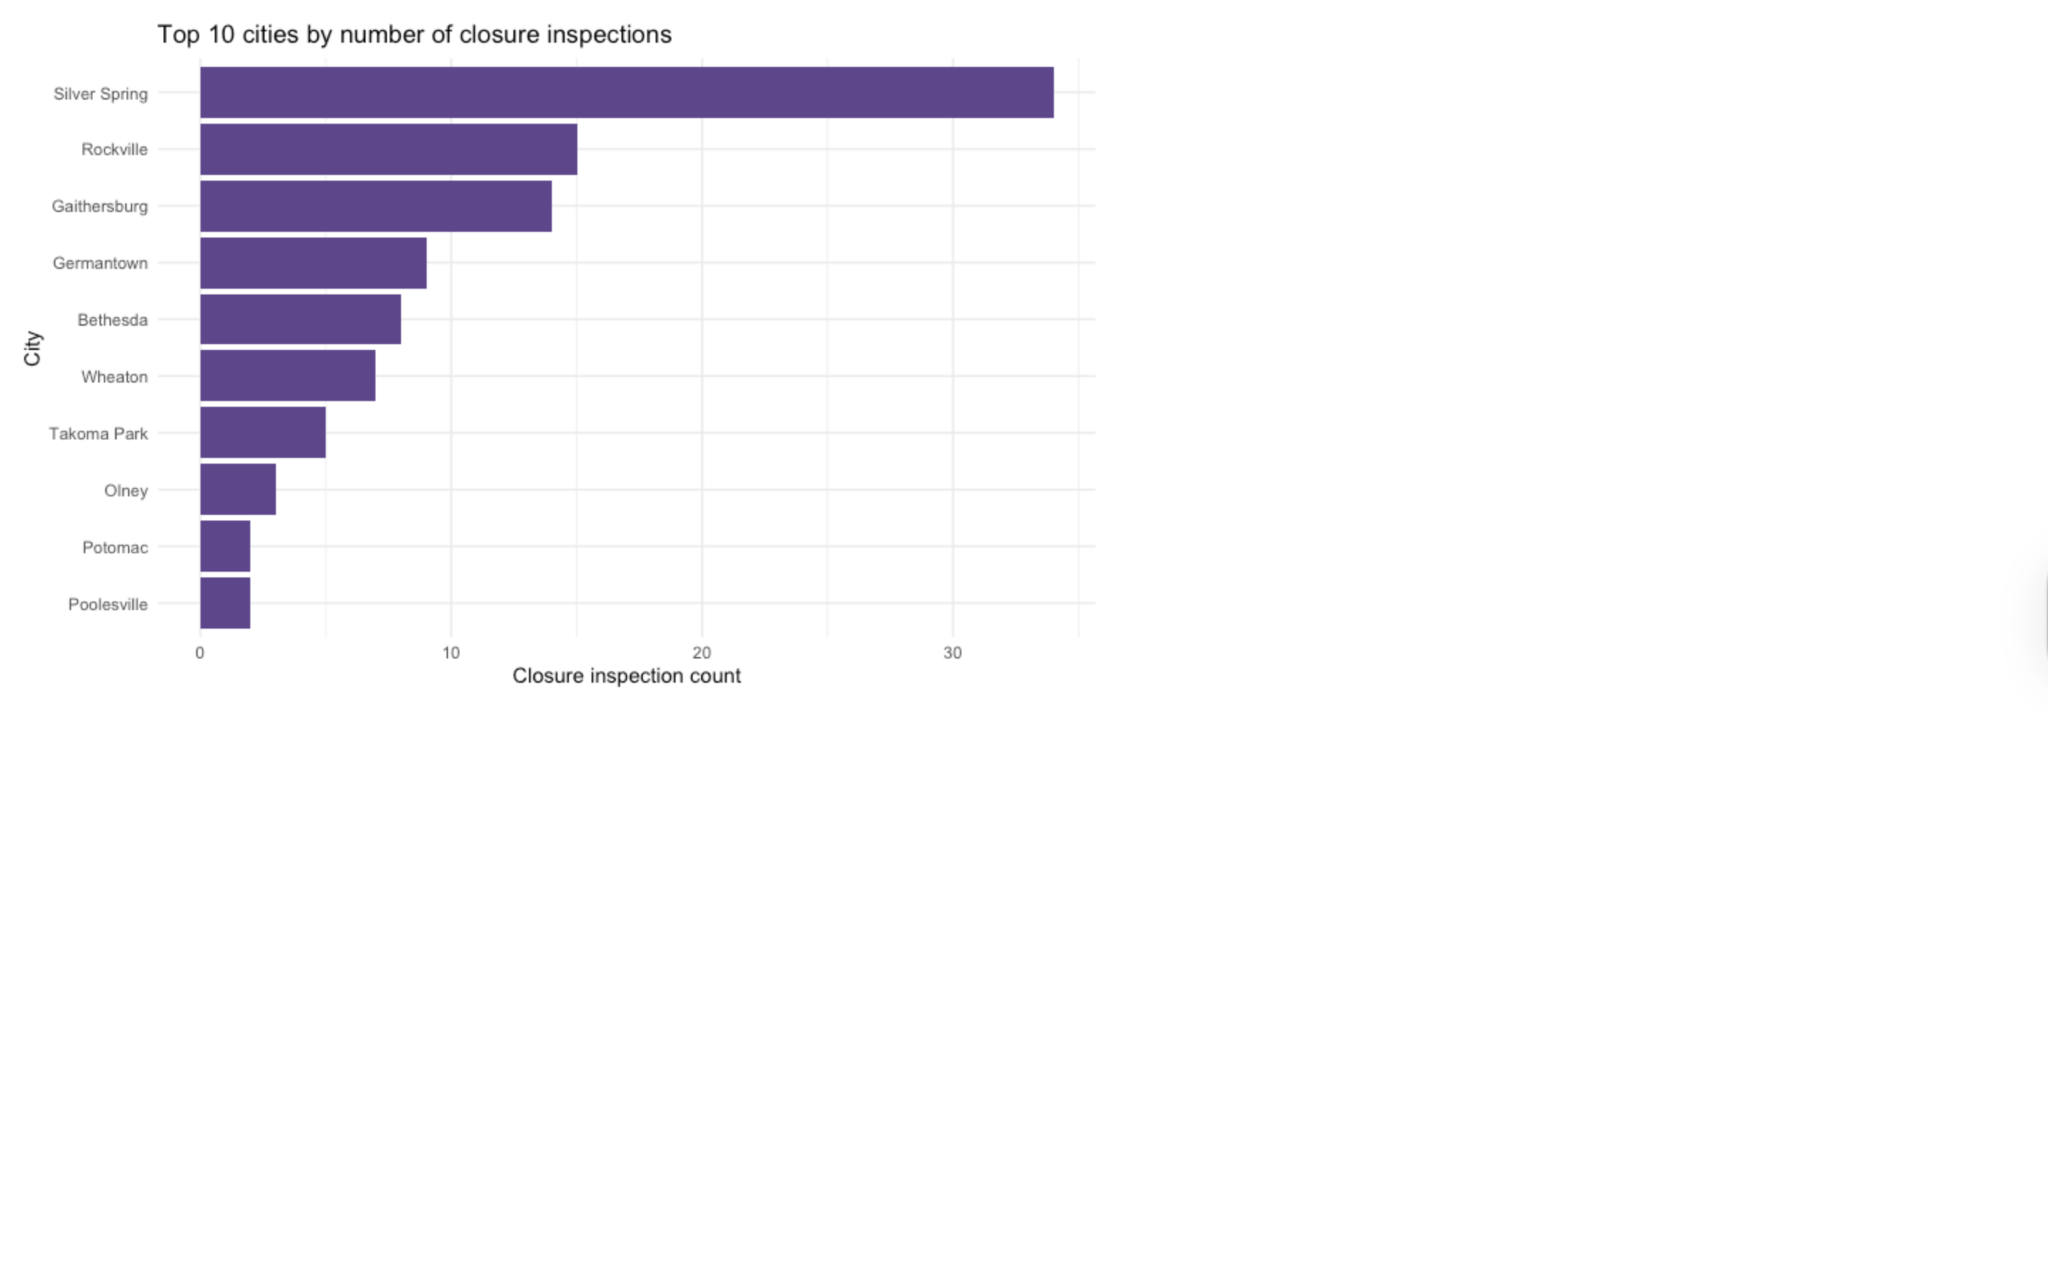 Top 10 cities by number of closure inspections
Silver Spring
Rockville
Gaithersburg
Germantown
Bethesda
Wheaton
Takoma Park
Olney
Potomac
Poolesville
City
0 10 20 30
Closure inspection count